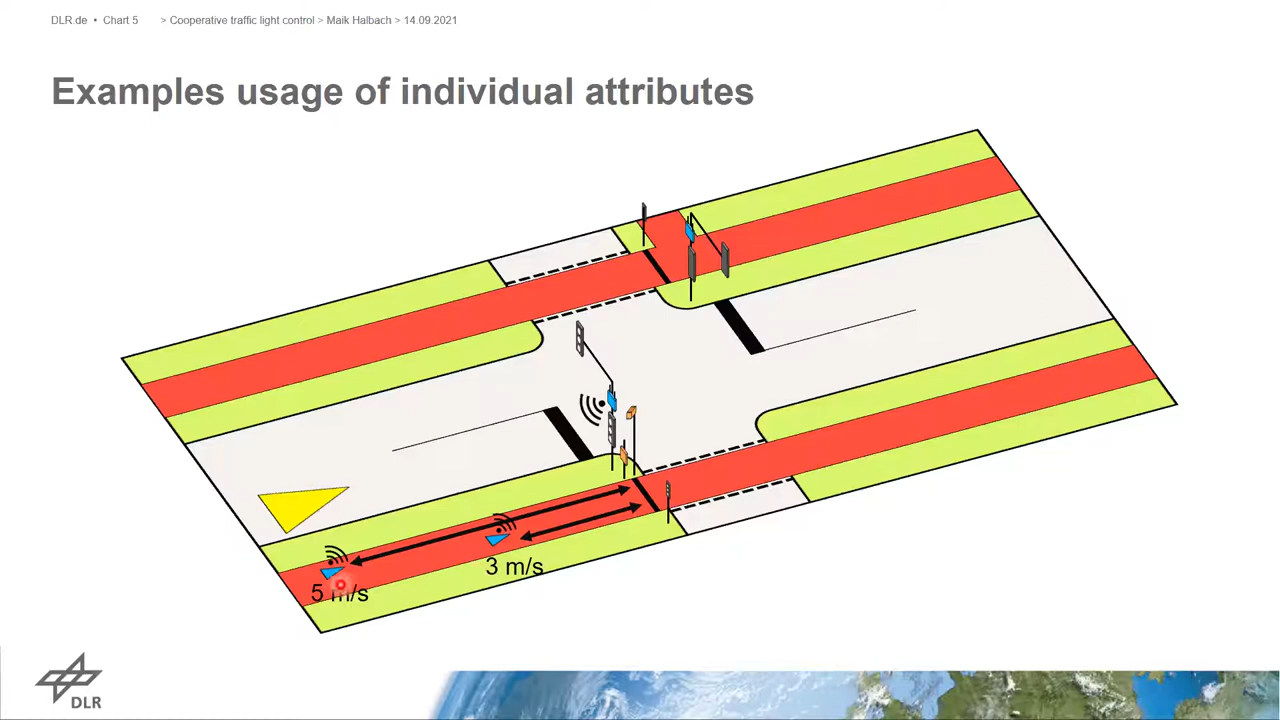 DLR.de • Chart 5 > Cooperative traffic light control > Maik Halbach > 14.09.2021
Examples usage of individual attributes
3 m/s
5 m/s
DLR